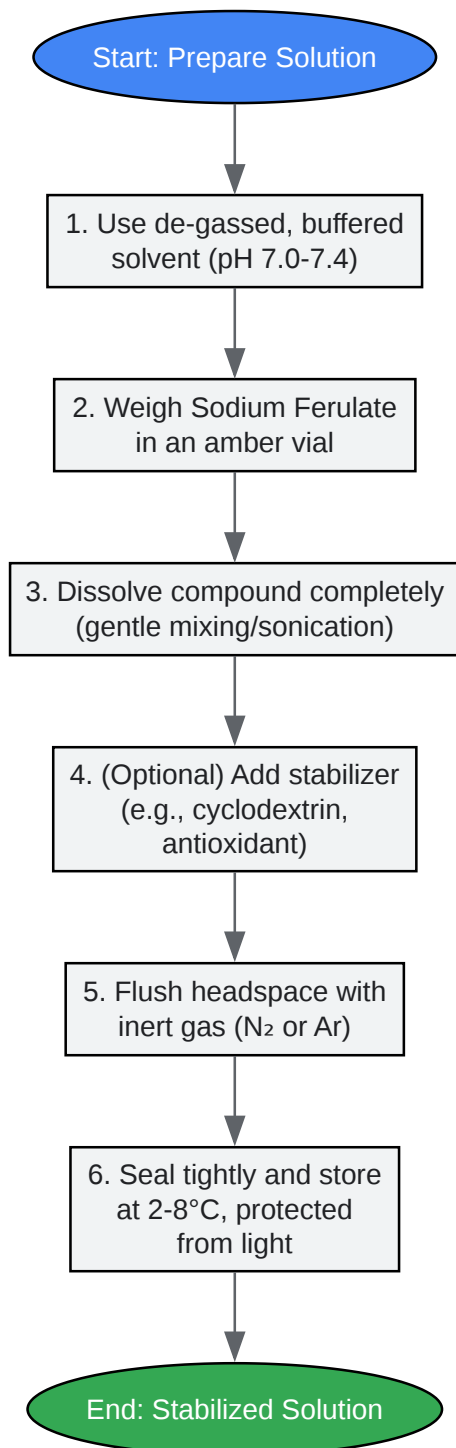 Start: Prepare Solution
1. Use de-gassed, buffered
solvent (pH 7.0-7.4)
2. Weigh Sodium Ferulate
in an amber vial
3. Dissolve compound completely
(gentle mixing/sonication)
4. (Optional) Add stabilizer
(e.g., cyclodextrin,
antioxidant)
5. Flush headspace with
inert gas (N₂ or Ar)
6. Seal tightly and store
at 2-8°C, protected
from light
End: Stabilized Solution